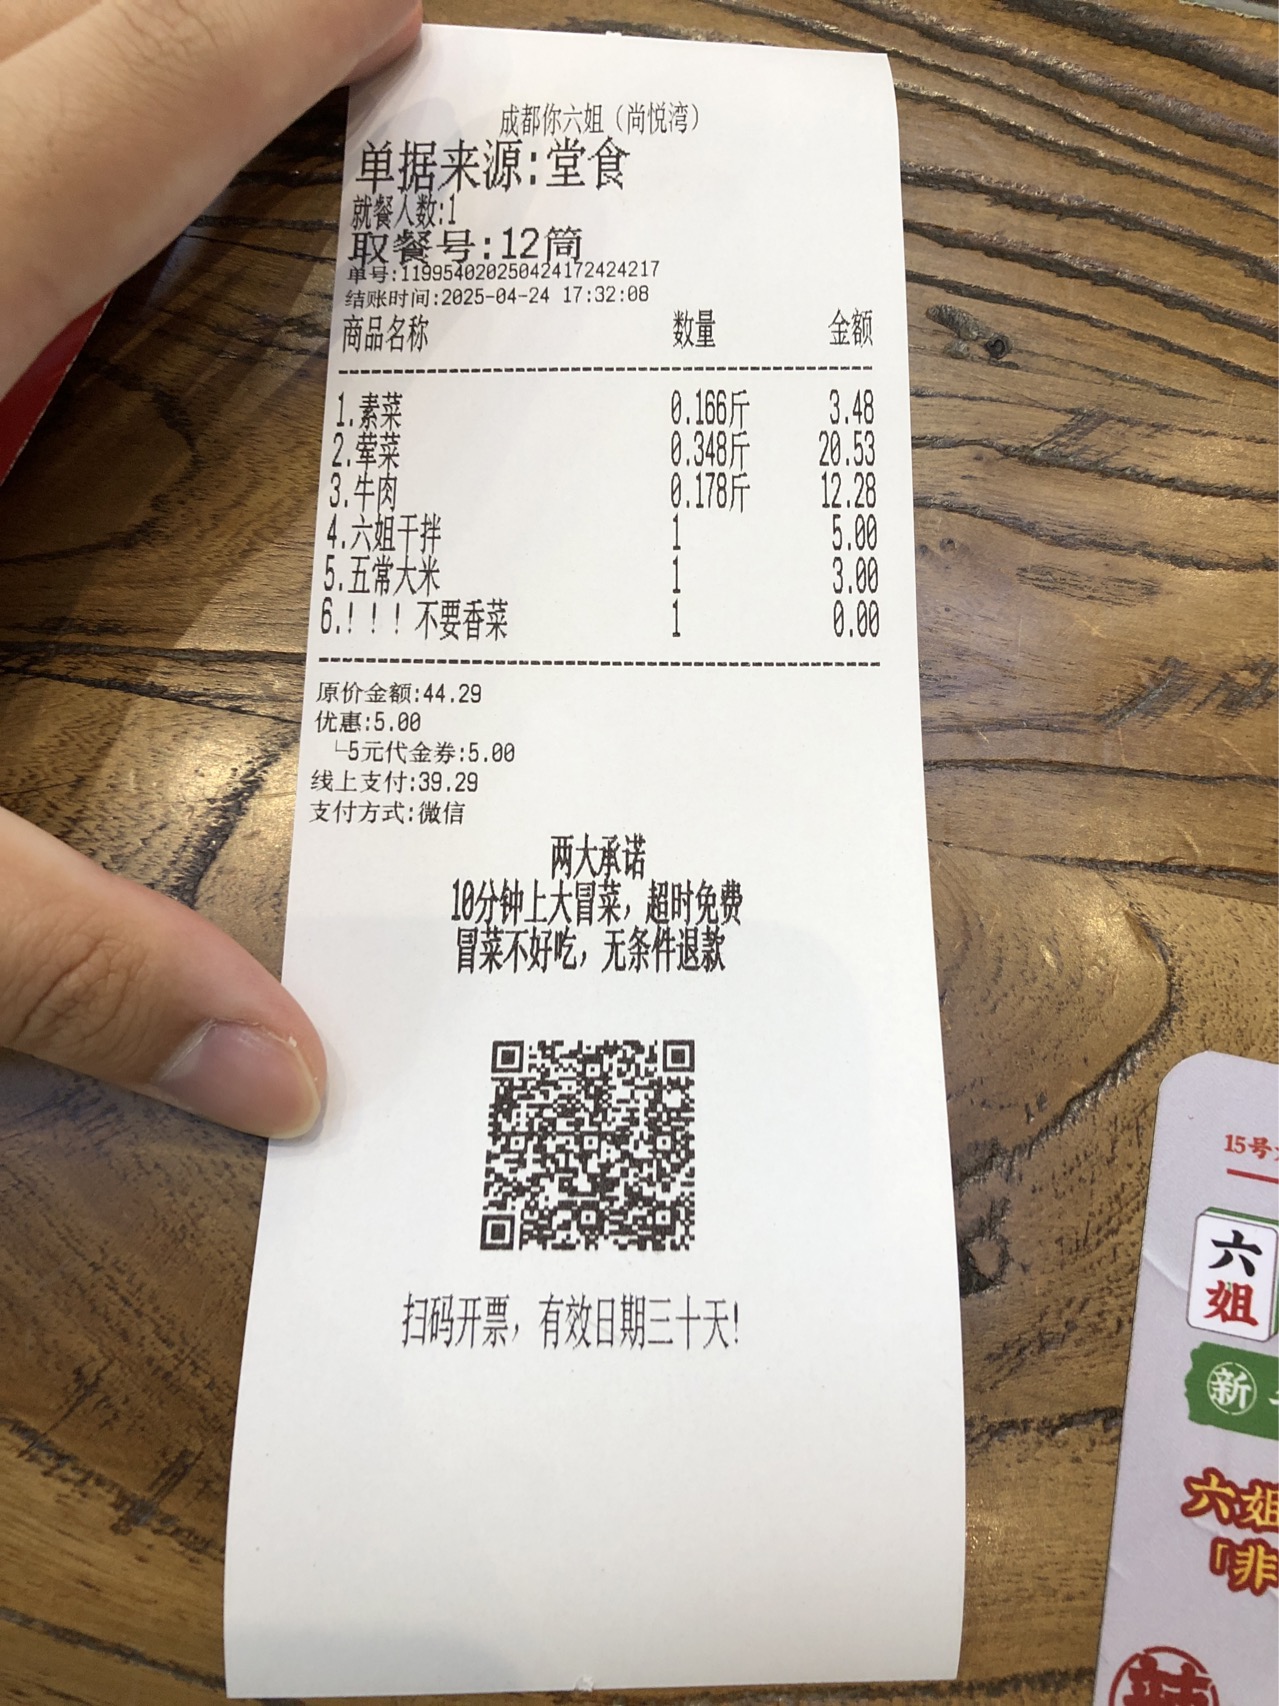 成都你六姐（尚悦湾）
单据来源:堂食
就餐人数:1
取餐号:12筒
单号:119954020250424172424217
结账时间:2025-04-24 17:32:08
商品名称 数量 金额
1.素菜 0.166斤 3.48
2.荤菜 0.348斤 20.53
3.牛肉 0.178斤 12.28
4.六姐干拌 1 5.00
5.五常大米 1 3.00
6.！！！不要香菜 1 0.00
原价金额:44.29
优惠:5.00
└5元代金券:5.00
线上支付:39.29
支付方式:微信
两大承诺
10分钟上大冒菜，超时免费
冒菜不好吃，无条件退款
扫码开票，有效日期三十天!
15号
六姐
新
六姐
「非